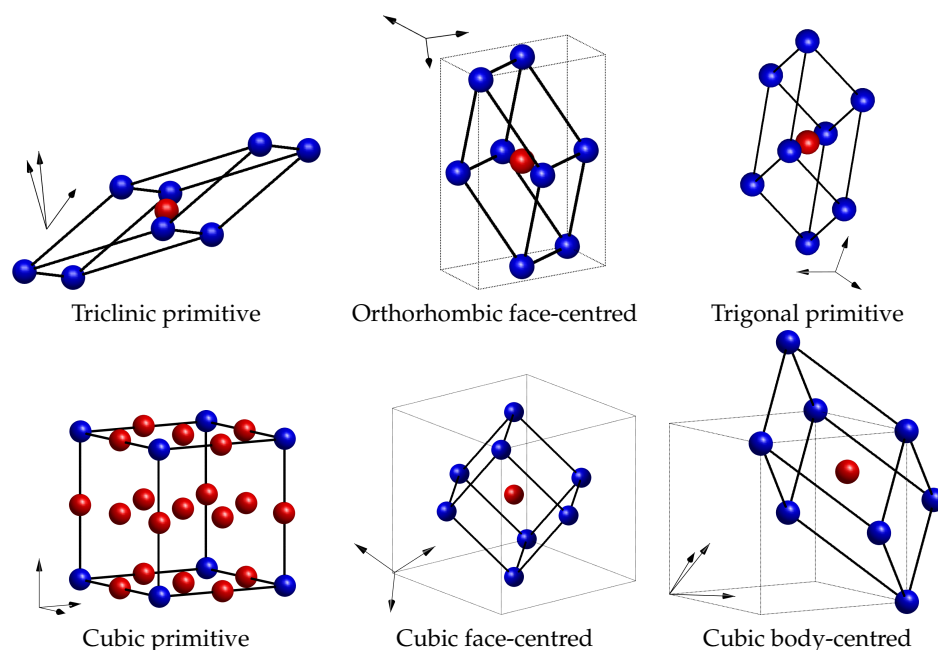 Triclinic primitive
Orthorhombic face-centred
Trigonal primitive
Cubic primitive
Cubic face-centred
Cubic body-centred